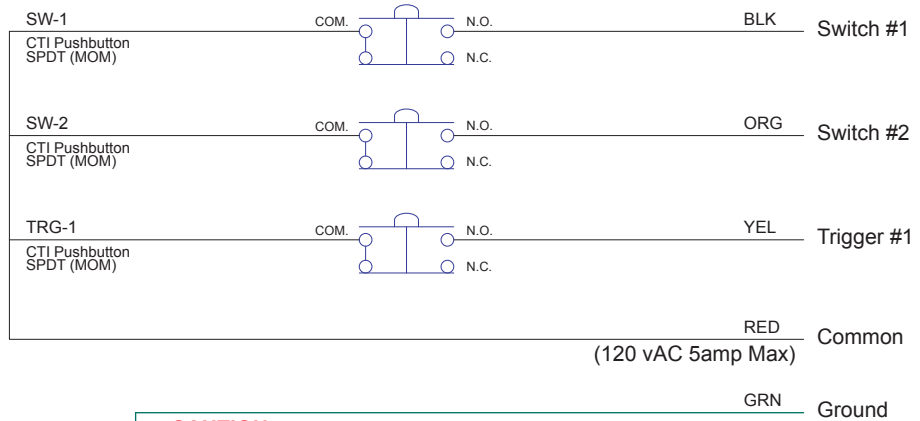 SW-1 COM. N.O. BLK Switch #1
CTI Pushbutton
SPDT (MOM) N.C.
SW-2 COM. N.O. ORG Switch #2
CTI Pushbutton
SPDT (MOM) N.C.
TRG-1 COM. N.O. YEL Trigger #1
CTI Pushbutton
SPDT (MOM) N.C.
RED Common
(120 vAC 5amp Max)
GRN Ground
CAUTION